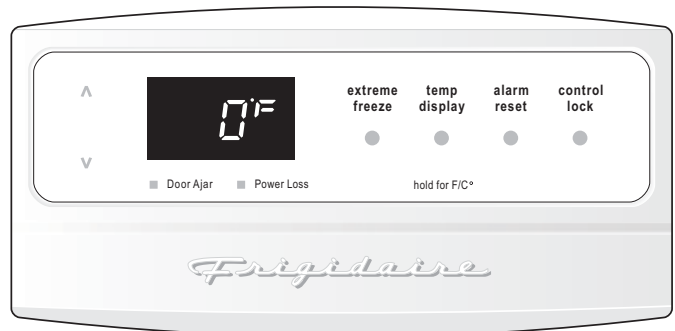 extreme freeze
temp display
alarm reset
control lock
0°F
Door Ajar
Power Loss
hold for F/C°
Frigidaire